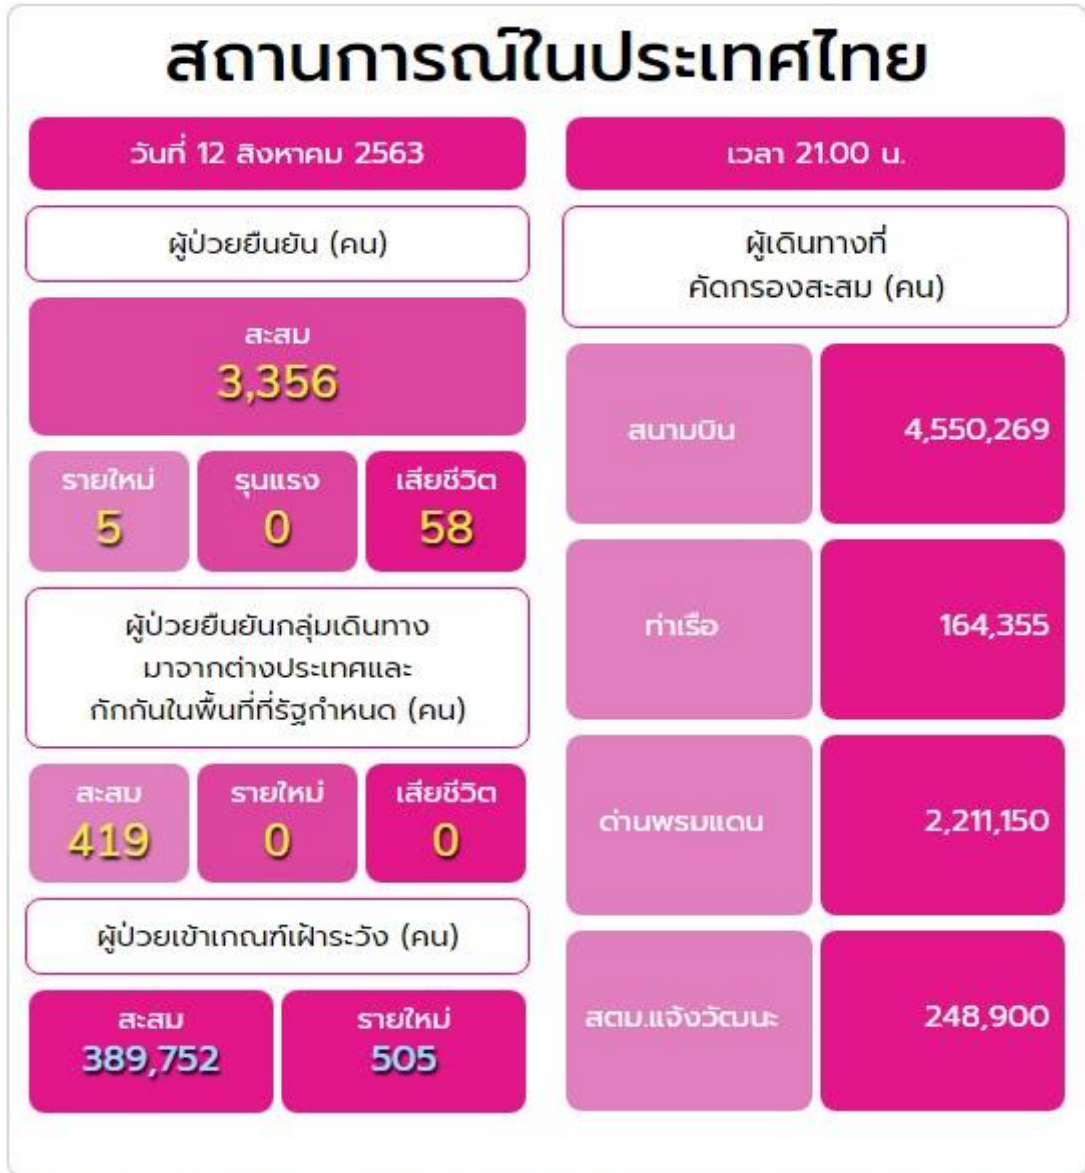 สถานการณ์ในประเทศไทย
วันที่ 12 สิงหาคม 2563
เวลา 21.00 น.
ผู้ป่วยยืนยัน (คน)
สะสม
3,356
รายใหม่
5
รุนแรง
0
เสียชีวิต
58
ผู้ป่วยยืนยันกลุ่มเดินทาง
มาจากต่างประเทศและ
กักกันในพื้นที่ที่รัฐกำหนด (คน)
สะสม
419
รายใหม่
0
เสียชีวิต
0
ผู้ป่วยเข้าเกณฑ์เฝ้าระวัง (คน)
สะสม
389,752
รายใหม่
505
ผู้เดินทางที่
คัดกรองสะสม (คน)
สนามบิน
4,550,269
ท่าเรือ
164,355
ด่านพรมแดน
2,211,150
สตม.แจ้งวัฒนะ
248,900